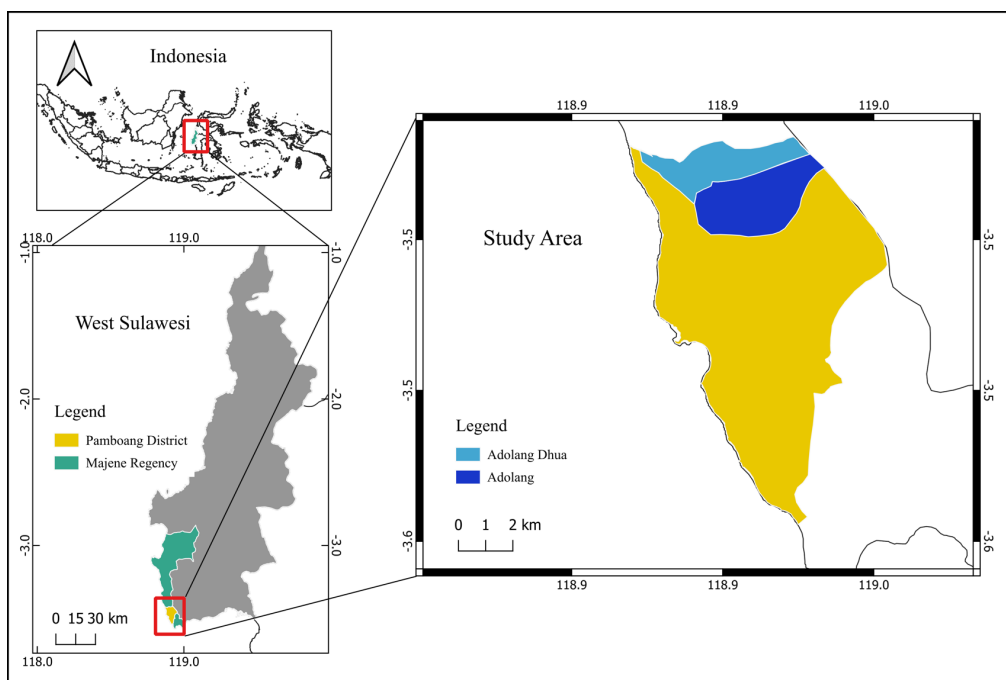 Indonesia
118.0
119.0
-1.0
-1.0
West Sulawesi
-2.0
-2.0
Legend
Pamboang District
Majene Regency
-3.0
-3.0
0 15 30 km
118.0
119.0
118.9
118.9
119.0
-3.5
-3.5
Study Area
-3.5
-3.5
Legend
Adolang Dhua
Adolang
0 1 2 km
-3.6
-3.6
118.9
118.9
119.0